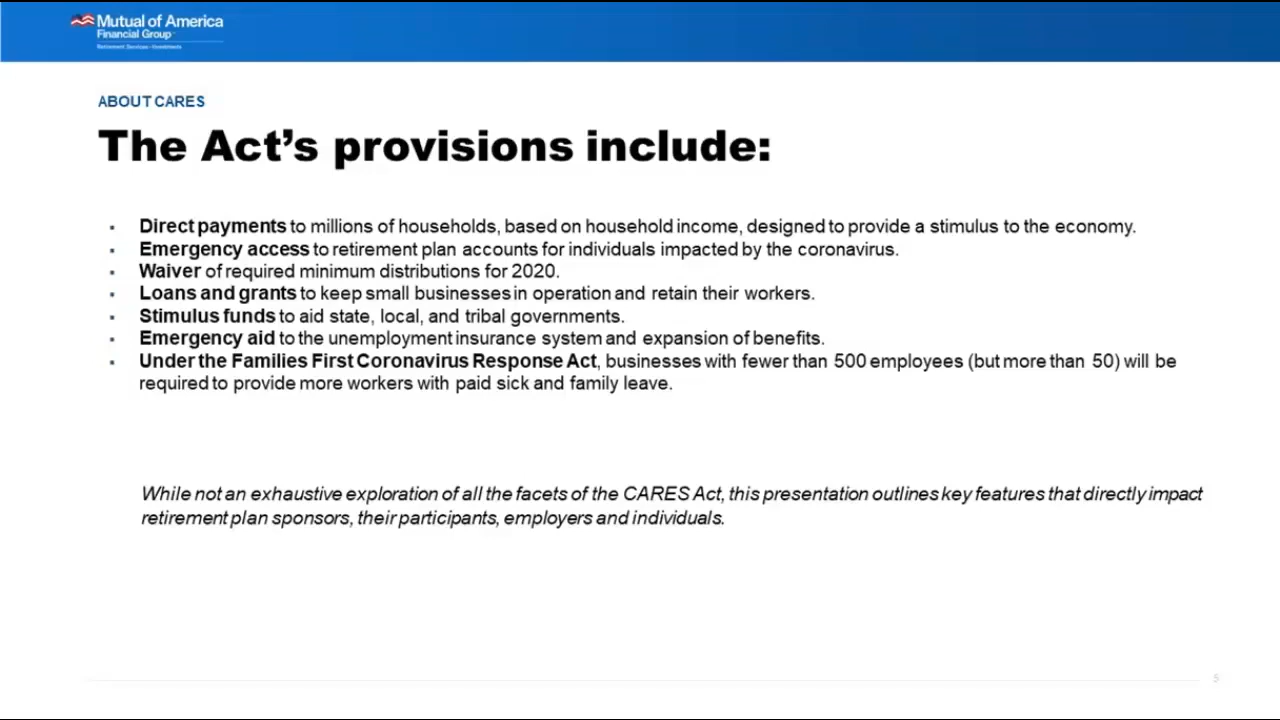 Mutual of America
Financial Group
Retirement Services • Investments
ABOUT CARES
The Act’s provisions include:
▪ Direct payments to millions of households, based on household income, designed to provide a stimulus to the economy.
▪ Emergency access to retirement plan accounts for individuals impacted by the coronavirus.
▪ Waiver of required minimum distributions for 2020.
▪ Loans and grants to keep small businesses in operation and retain their workers.
▪ Stimulus funds to aid state, local, and tribal governments.
▪ Emergency aid to the unemployment insurance system and expansion of benefits.
▪ Under the Families First Coronavirus Response Act, businesses with fewer than 500 employees (but more than 50) will be
required to provide more workers with paid sick and family leave.
While not an exhaustive exploration of all the facets of the CARES Act, this presentation outlines key features that directly impact
retirement plan sponsors, their participants, employers and individuals.
5